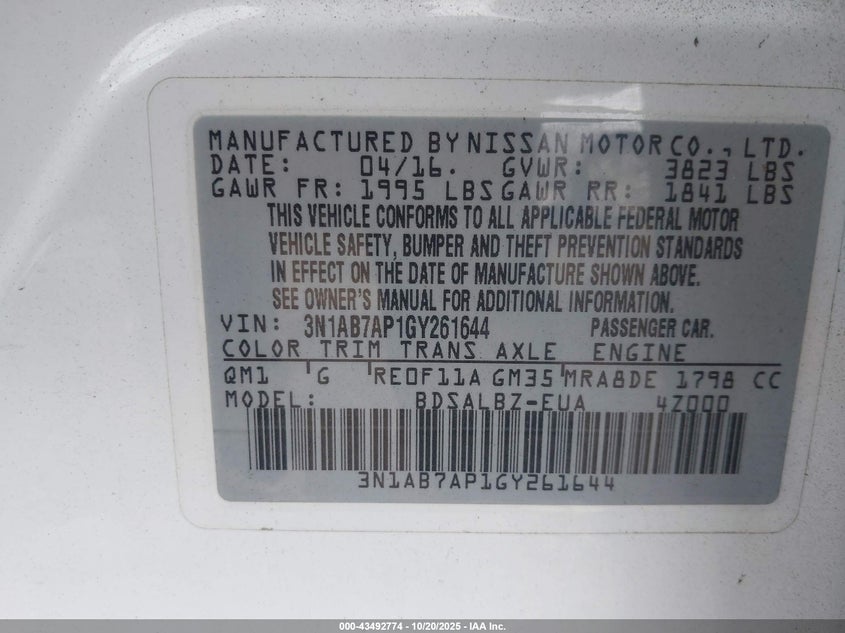 MANUFACTURED BY NISSAN MOTOR CO., LTD.
DATE: 04/16. GVWR: 3823 LBS
GAWR FR: 1995 LBS GAWR RR: 1841 LBS
THIS VEHICLE CONFORMS TO ALL APPLICABLE FEDERAL MOTOR
VEHICLE SAFETY, BUMPER AND THEFT PREVENTION STANDARDS
IN EFFECT ON THE DATE OF MANUFACTURE SHOWN ABOVE.
SEE OWNER'S MANUAL FOR ADDITIONAL INFORMATION.
VIN: 3N1AB7AP1GY261644 PASSENGER CAR.
COLOR TRIM TRANS AXLE ENGINE
QM1 G RE0F11A GM35 MRA8DE 1798 CC
MODEL: BDSALBZ-EUA 4Z000
3N1AB7AP1GY261644
000-43492774 - 10/20/2025 - IAA Inc.